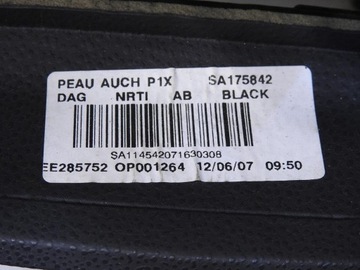 PEAU AUCH P1X SA175842
DAG NRTI AB BLACK
SA114542071630308
EE285752 OP001264 12/06/07 09:50